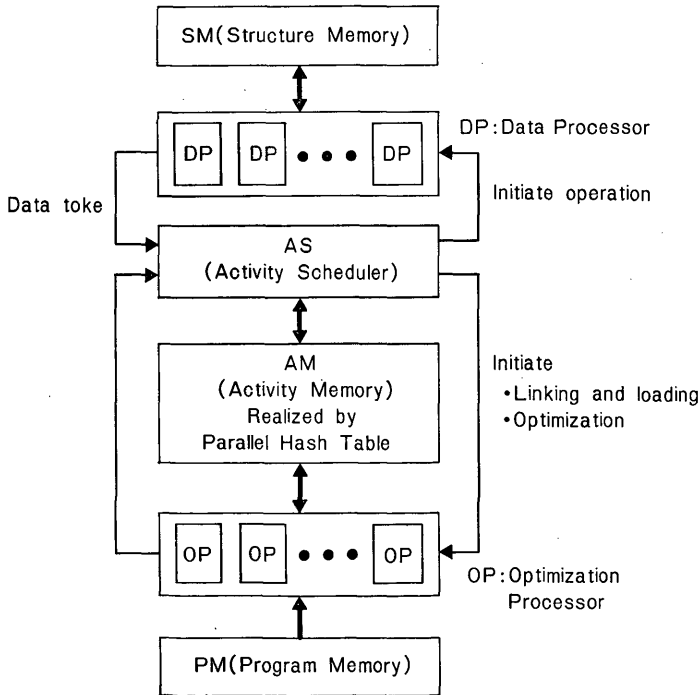 SM(Structure Memory)
DP DP ••• DP
DP:Data Processor
Data toke
Initiate operation
AS
(Activity Scheduler)
AM
(Activity Memory)
Realized by
Parallel Hash Table
Initiate
•Linking and loading
•Optimization
OP OP ••• OP
OP:Optimization
Processor
PM(Program Memory)